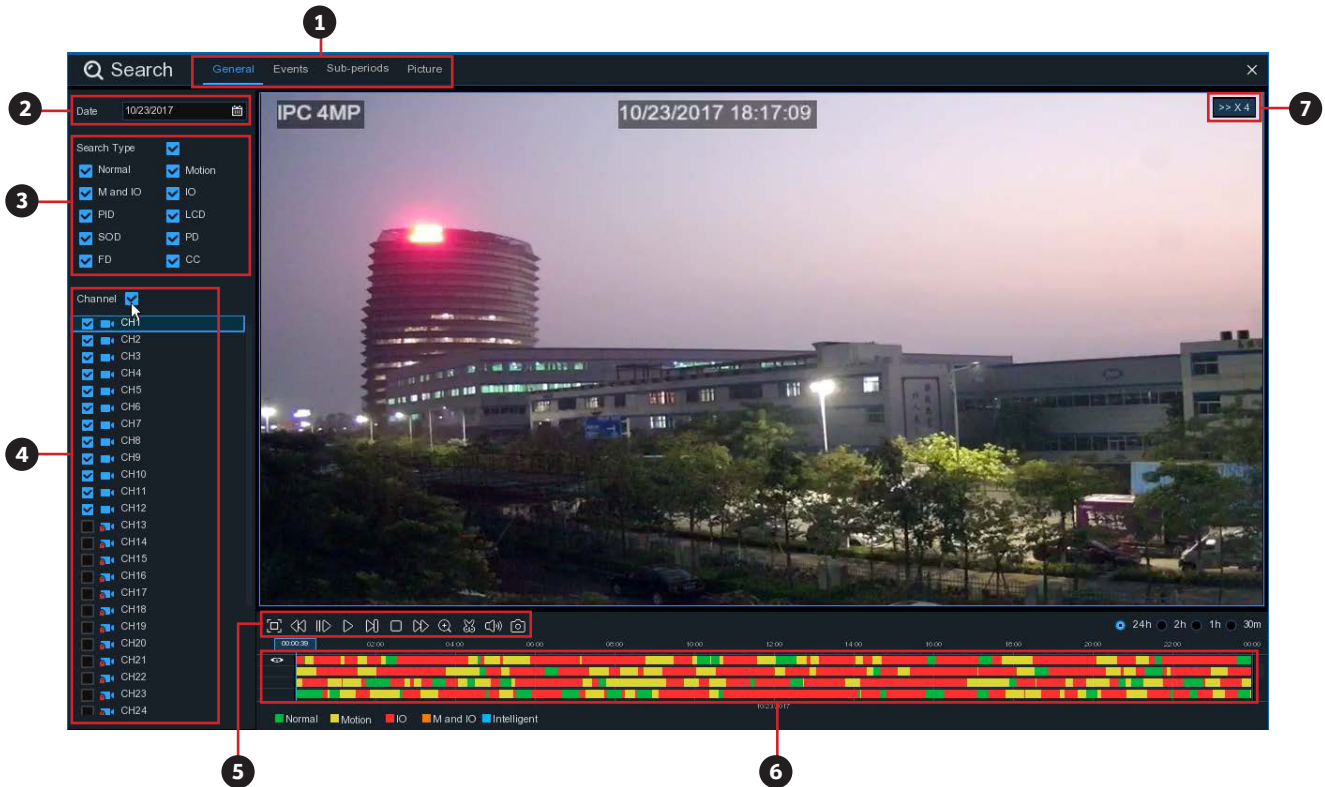 1
Search General Events Sub-periods Picture
2
Date 10/23/2017
IPC 4MP 10/23/2017 18:17:09 >> X 4
7
3
Search Type
Normal Motion
M and IO IO
PID LCD
SOD PD
FD CC
4
Channel
CH1
CH2
CH3
CH4
CH5
CH6
CH7
CH8
CH9
CH10
CH11
CH12
CH13
CH14
CH15
CH16
CH17
CH18
CH19
CH20
CH21
CH22
CH23
CH24
24h 2h 1h 30m
00:00:39 02:00 04:00 06:00 08:00 10:00 12:00 14:00 16:00 18:00 20:00 22:00 00:00
10/23/2017
Normal Motion IO M and IO Intelligent
5
6